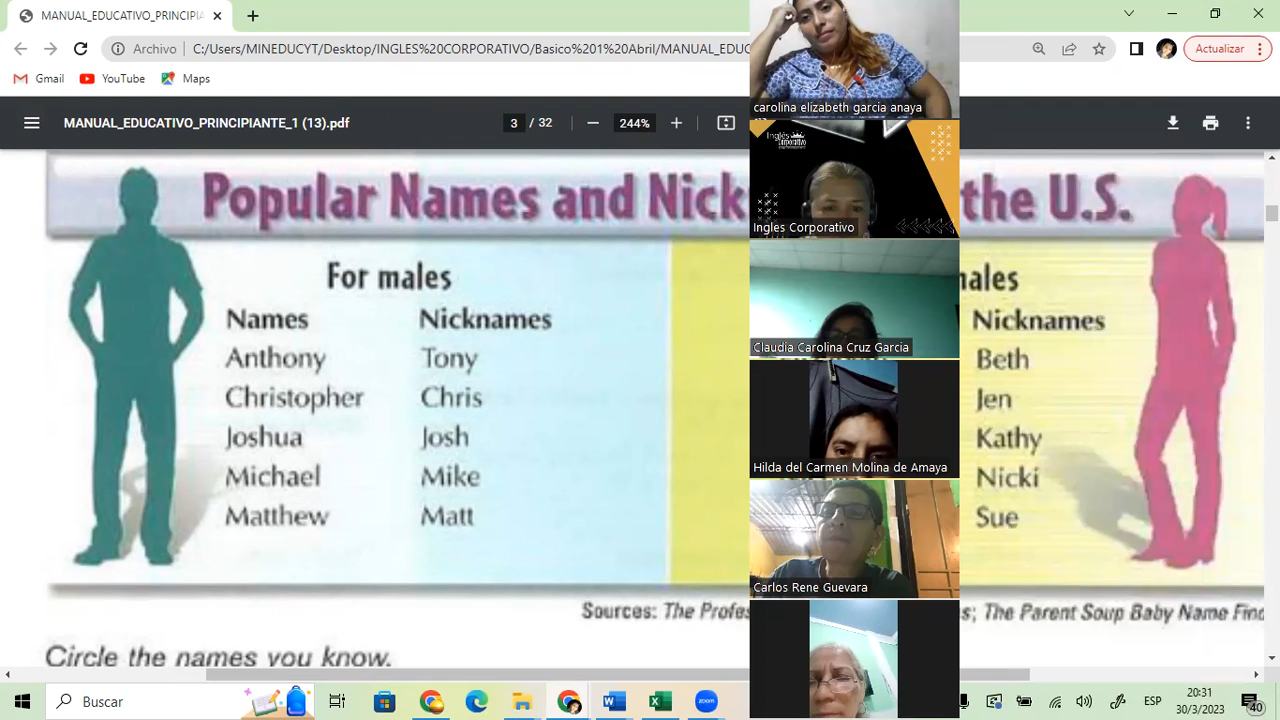 MANUAL_EDUCATIVO_PRINCIPIA
Archivo
C:/Users/MINEDUCYT/Desktop/INGLES%20CORPORATIVO/Basico%201%20Abril/MANUAL_EDUC
Actualizar
Gmail
YouTube
Maps
MANUAL_EDUCATIVO_PRINCIPIANTE_1 (13).pdf
3 / 32
244%
carolina elizabeth garcia anaya
Inglés
Corporativo
Ingles Corporativo
Claudia Carolina Cruz Garcia
Hilda del Carmen Molina de Amaya
Carlos Rene Guevara
Popular Names and Nick
the U.S.
For males
Names Nicknames
Anthony Tony
Christopher Chris
Joshua Josh
Michael Mike
Matthew Matt
males
Nicknames
Beth
Jen
Kathy
Nicki
Sue
Sources: The Profes
s; The Parent Soup Baby Name Find
Circle the names you know.
Buscar
zoom
ESP
20:31
30/3/2023
40